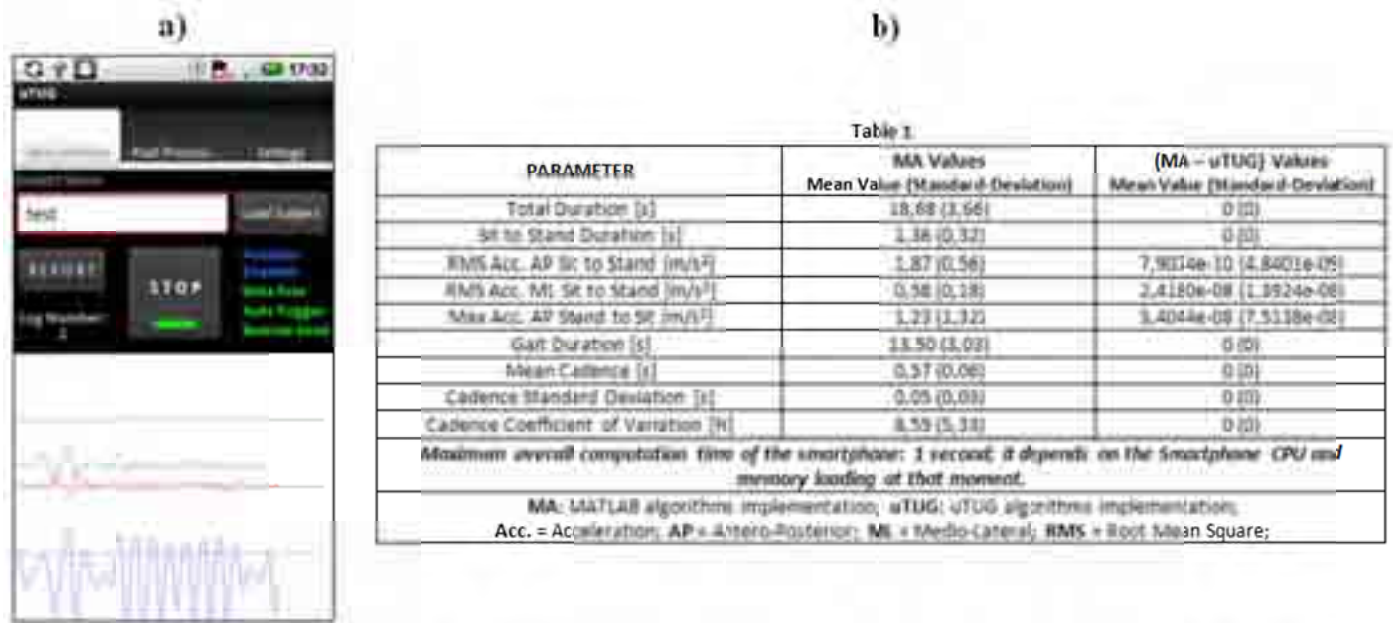 a)
b)
17:32
uTUG
test
REPORT
STOP
Log Number:
Table 1
PARAMETER
MA Values
Mean Value (Standard-Deviation)
(MA – uTUG) Values
Mean Value (Standard-Deviation)
Total Duration [s] 18,68 (3,66) 0 (0)
Sit to Stand Duration [s] 1,36 (0,32) 0 (0)
RMS Acc. AP Sit to Stand [m/s²] 1,87 (0,56)
RMS Acc. ML Sit to Stand [m/s²] 0,58 (0,18)
Max Acc. AP Stand to Sit [m/s²] 1,23 (1,32)
Gait Duration [s] 13,50 (3,03) 0 (0)
Mean Cadence [s] 0,57 (0,06) 0 (0)
Cadence Standard Deviation [s] 0,05 (0,03) 0 (0)
Cadence Coefficient of Variation [%] 8,59 0 (0)
Maximum overall computation time of the smartphone: 1 second; it depends on the Smartphone CPU and
memory loading at that moment.
MA: MATLAB algorithms implementation; uTUG: uTUG algorithms implementation;
Acc. = Acceleration; AP = Antero-Posterior; ML = Medio-Lateral; RMS = Root Mean Square;